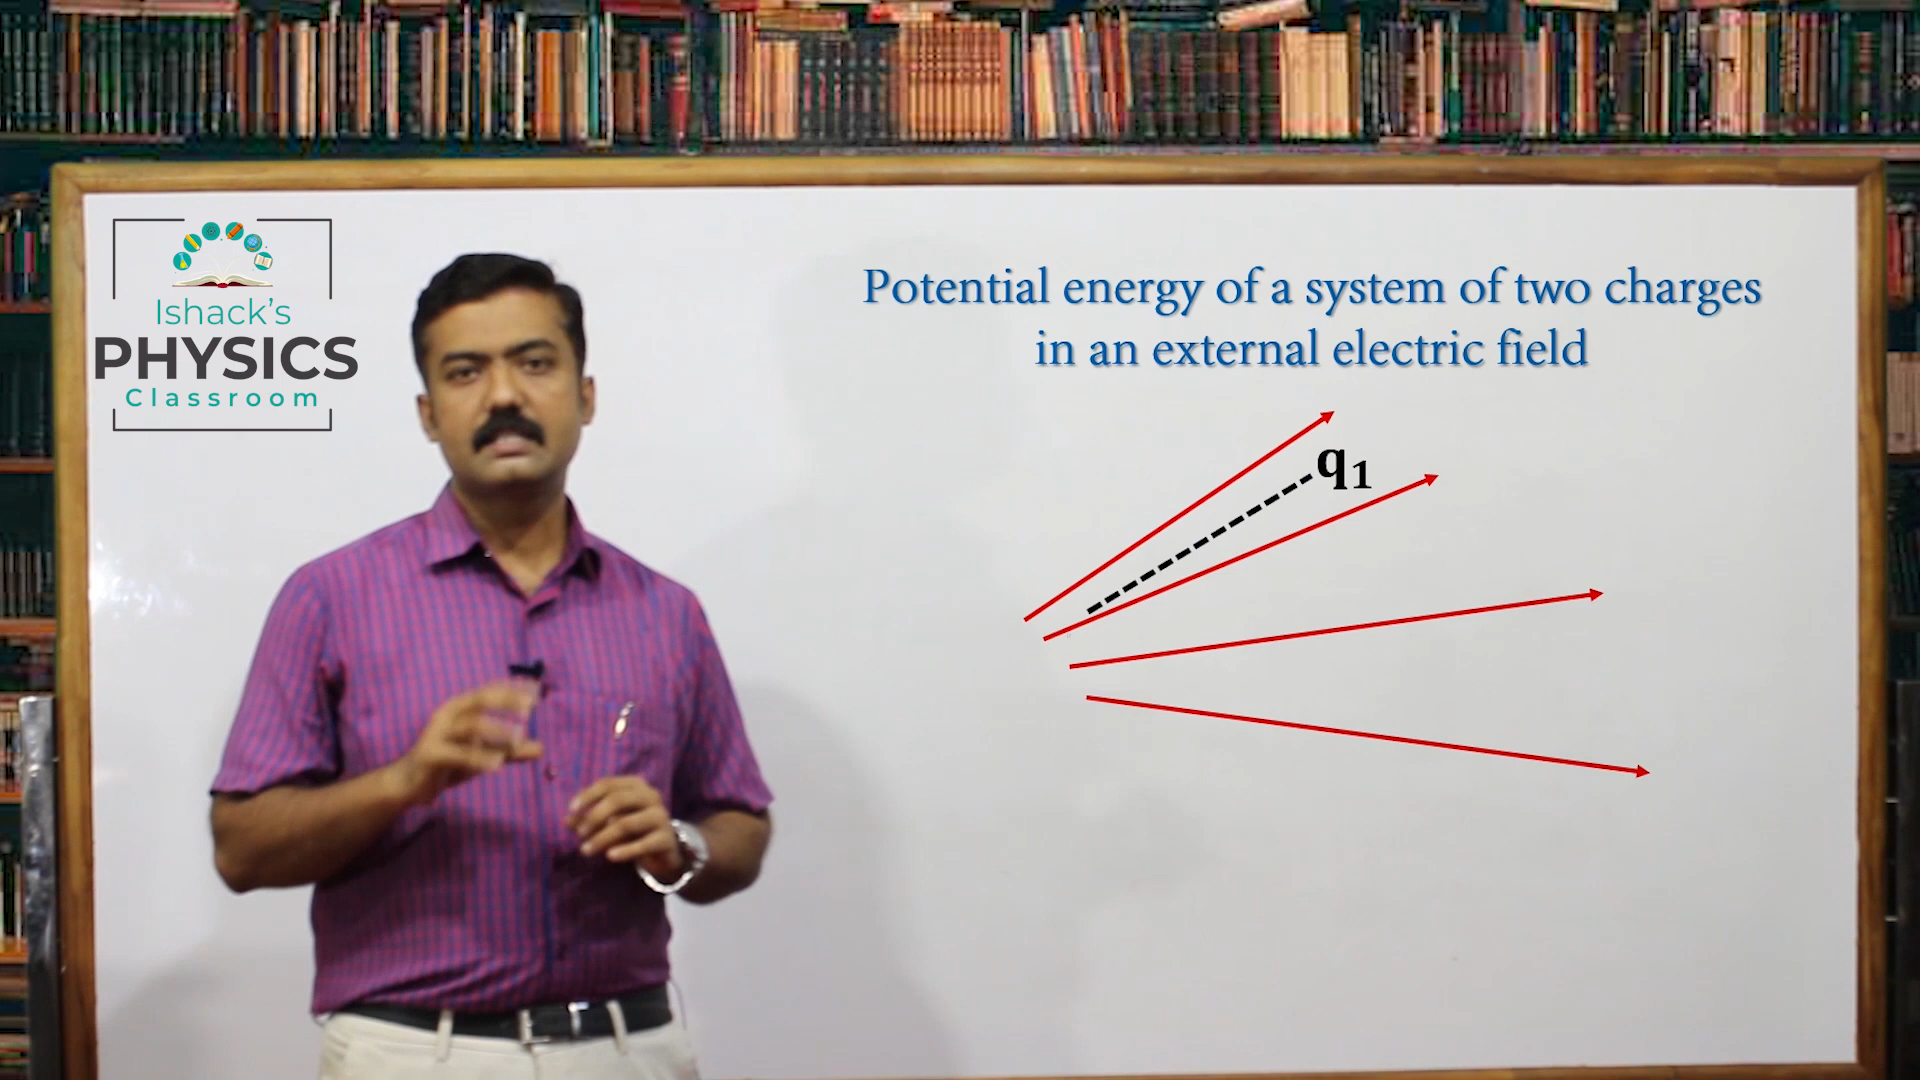 Ishack's
PHYSICS
Classroom
Potential energy of a system of two charges
in an external electric field
q₁